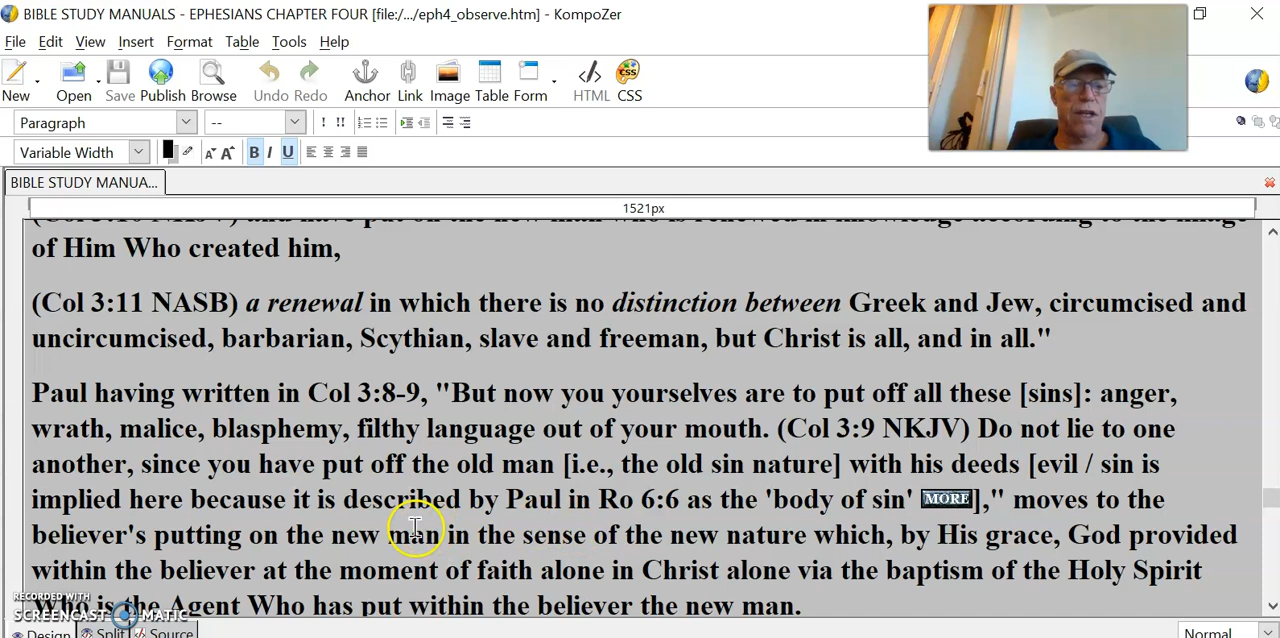 BIBLE STUDY MANUALS - EPHESIANS CHAPTER FOUR [file:/.../eph4_observe.htm] - KompoZer
File Edit View Insert Format Table Tools Help
New Open Save Publish Browse Undo Redo Anchor Link Image Table Form HTML CSS
Paragraph -- ! !!
Variable Width A A B I U
BIBLE STUDY MANUA...
1521px
of Him Who created him,
(Col 3:11 NASB) a renewal in which there is no distinction between Greek and Jew, circumcised and
uncircumcised, barbarian, Scythian, slave and freeman, but Christ is all, and in all."
Paul having written in Col 3:8-9, "But now you yourselves are to put off all these [sins]: anger,
wrath, malice, blasphemy, filthy language out of your mouth. (Col 3:9 NKJV) Do not lie to one
another, since you have put off the old man [i.e., the old sin nature] with his deeds [evil / sin is
implied here because it is described by Paul in Ro 6:6 as the 'body of sin' MORE]," moves to the
believer's putting on the new man in the sense of the new nature which, by His grace, God provided
within the believer at the moment of faith alone in Christ alone via the baptism of the Holy Spirit
Who is the Agent Who has put within the believer the new man.
RECORDED WITH
SCREENCAST MATIC
Design Split Source Normal